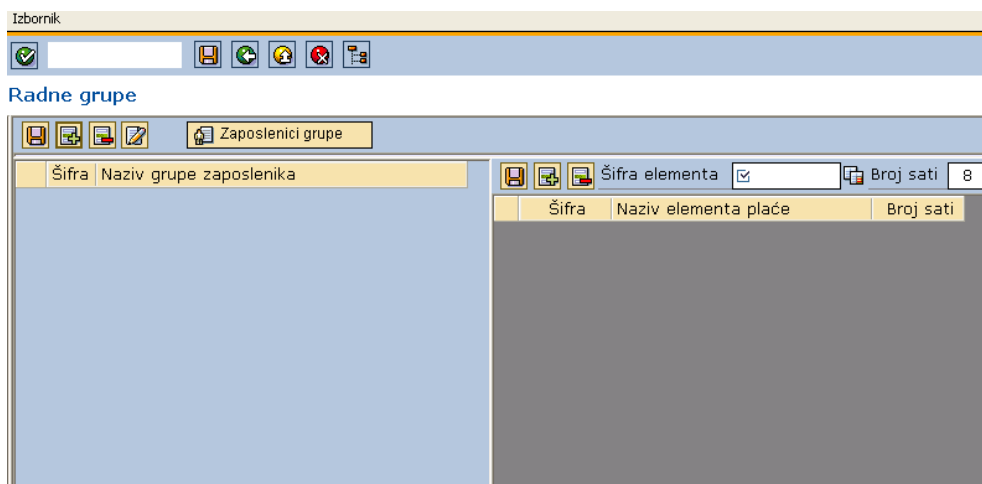 Izbornik
Radne grupe
Zaposlenici grupe
Šifra Naziv grupe zaposlenika
Šifra elementa Broj sati 8
Šifra Naziv elementa plaće Broj sati